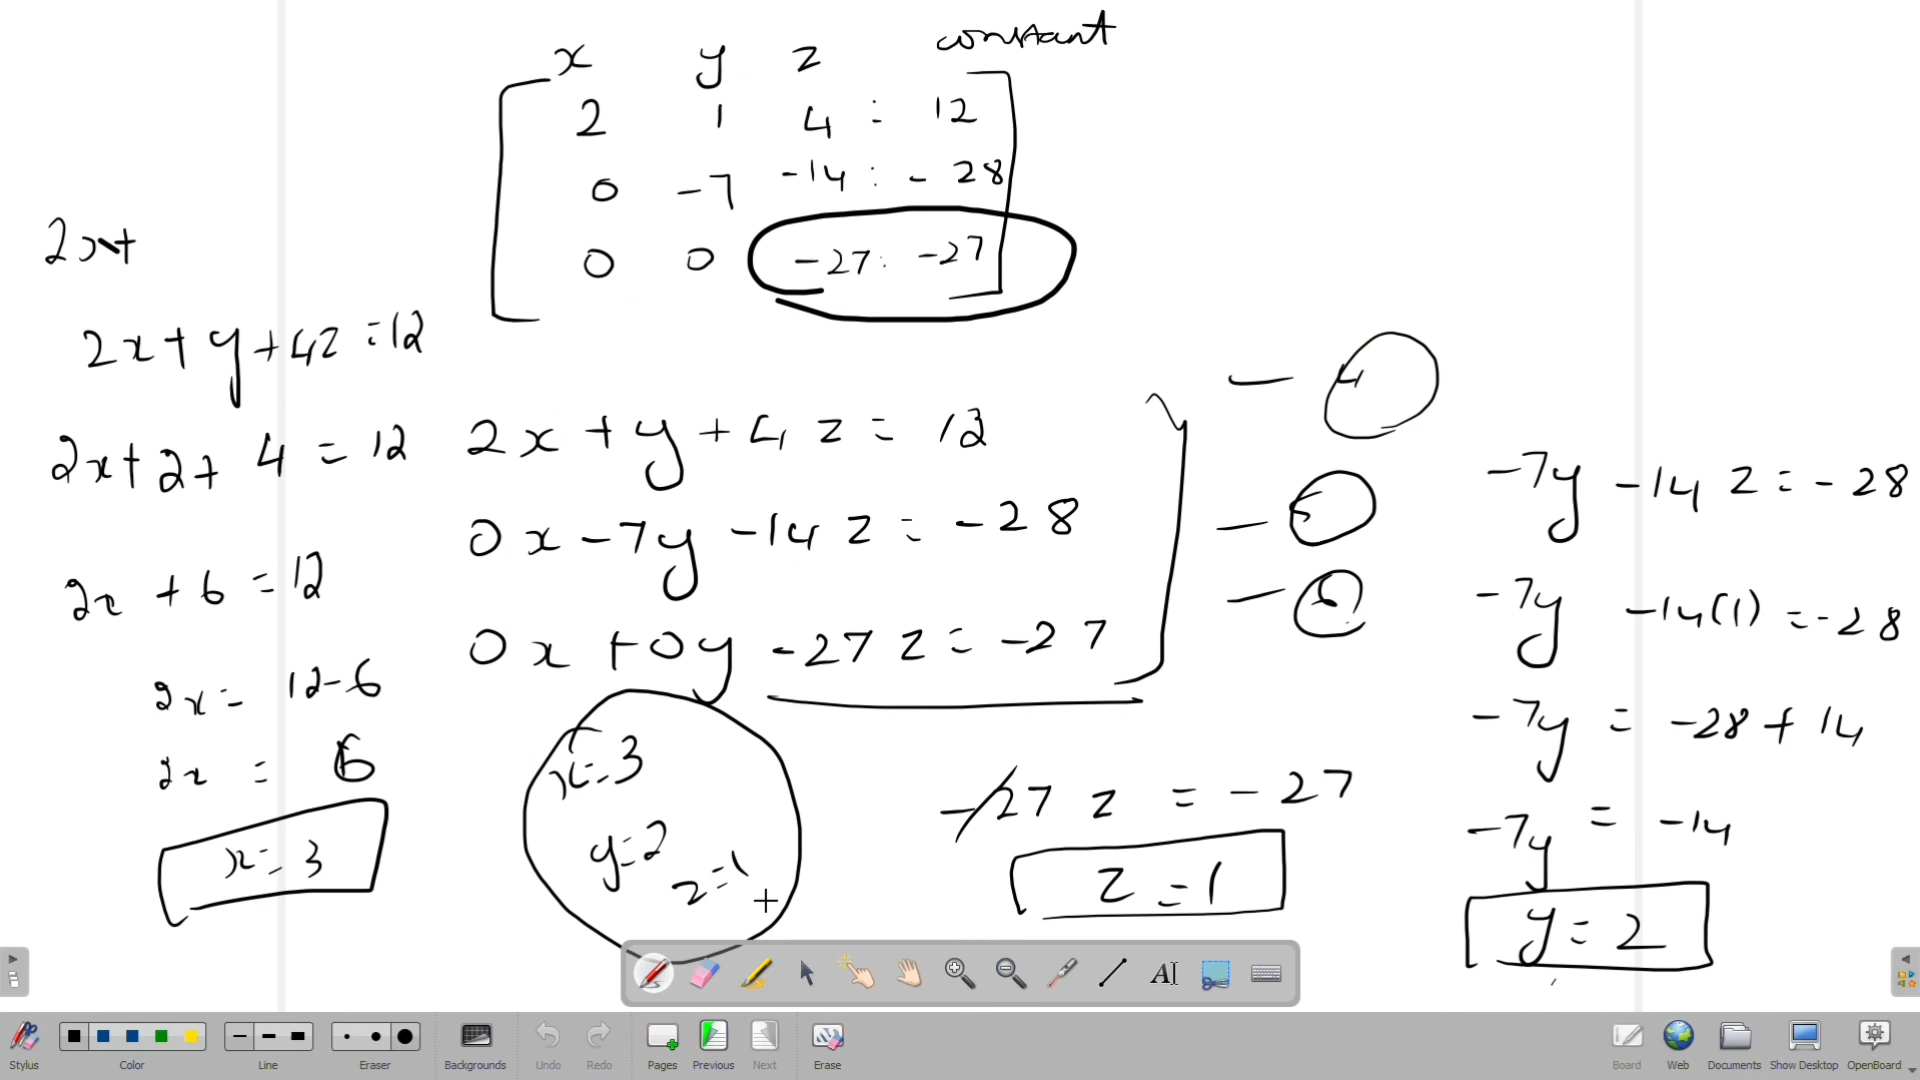 x y z constant
2 1 4 : 12
0 -7 -14 : -28
0 0 -27 : -27
2x+
2x+y+4z=12
2x+2+4=12
2x+6=12
2x=12-6
2x=6
x=3
2x+y+4z=12
0x-7y-14z=-28
0x+0y-27z=-27
-4
-5
-6
x=3
y=2
z=1
-27z=-27
z=1
-7y-14z=-28
-7y-14(1)=-28
-7y=-28+14
-7y=-14
y=2
Stylus Color Line Eraser Backgrounds Undo Redo Pages Previous Next Erase Board Web Documents Show Desktop OpenBoard